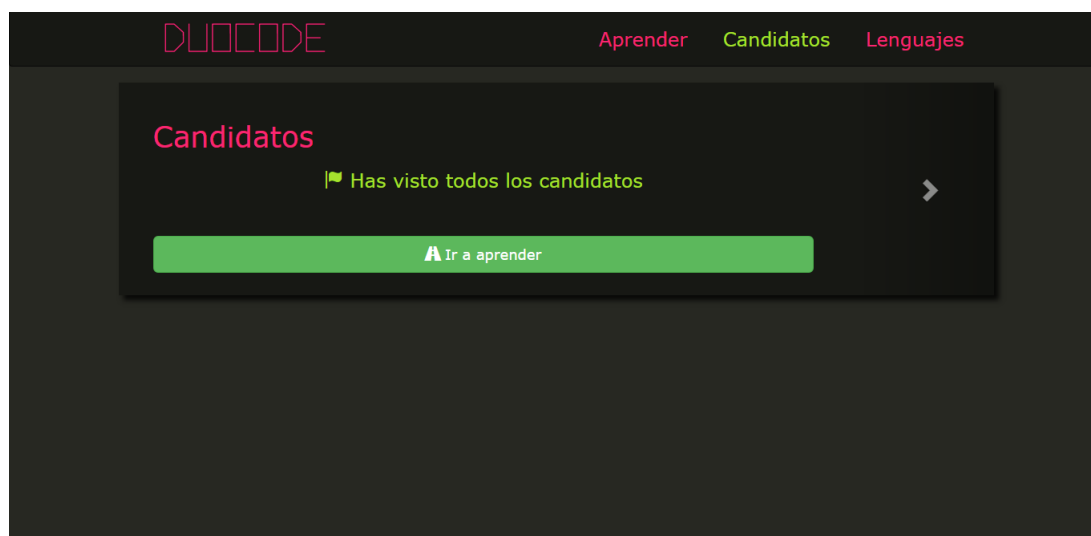 DUOCODE
Aprender Candidatos Lenguajes
Candidatos
Has visto todos los candidatos
Ir a aprender